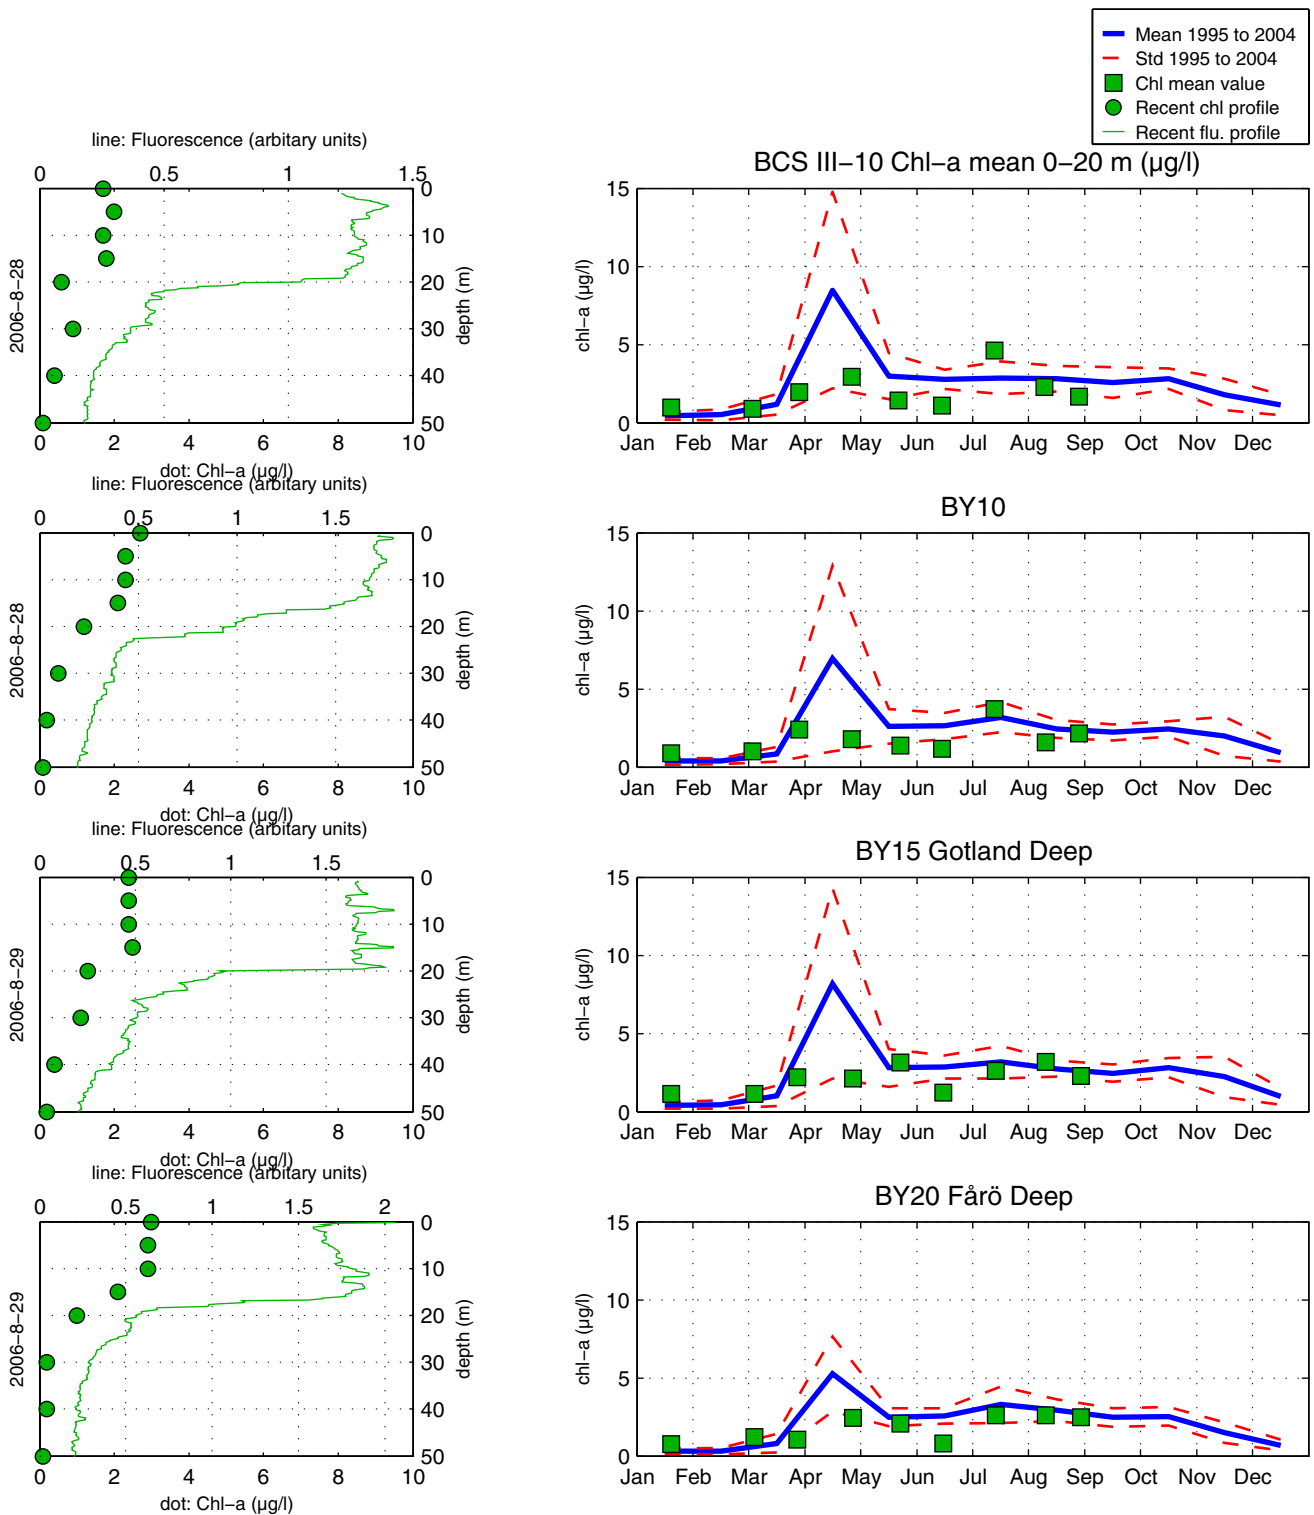 Mean 1995 to 2004
Std 1995 to 2004
Chl mean value
Recent chl profile
Recent flu. profile
line: Fluorescence (arbitary units)
0 0.5 1 1.5
2006-8-28
0
10
20
30
40
50
depth (m)
0 2 4 6 8 10
dot: Chl-a (µg/l)
BCS III-10 Chl-a mean 0-20 m (µg/l)
chl-a (µg/l)
15
10
5
0
Jan Feb Mar Apr May Jun Jul Aug Sep Oct Nov Dec
line: Fluorescence (arbitary units)
0 0.5 1 1.5
2006-8-28
0
10
20
30
40
50
depth (m)
0 2 4 6 8 10
dot: Chl-a (µg/l)
BY10
chl-a (µg/l)
15
10
5
0
Jan Feb Mar Apr May Jun Jul Aug Sep Oct Nov Dec
line: Fluorescence (arbitary units)
0 0.5 1 1.5
2006-8-29
0
10
20
30
40
50
depth (m)
0 2 4 6 8 10
dot: Chl-a (µg/l)
BY15 Gotland Deep
chl-a (µg/l)
15
10
5
0
Jan Feb Mar Apr May Jun Jul Aug Sep Oct Nov Dec
line: Fluorescence (arbitary units)
0 0.5 1 1.5 2
2006-8-29
0
10
20
30
40
50
depth (m)
0 2 4 6 8 10
dot: Chl-a (µg/l)
BY20 Fårö Deep
chl-a (µg/l)
15
10
5
0
Jan Feb Mar Apr May Jun Jul Aug Sep Oct Nov Dec